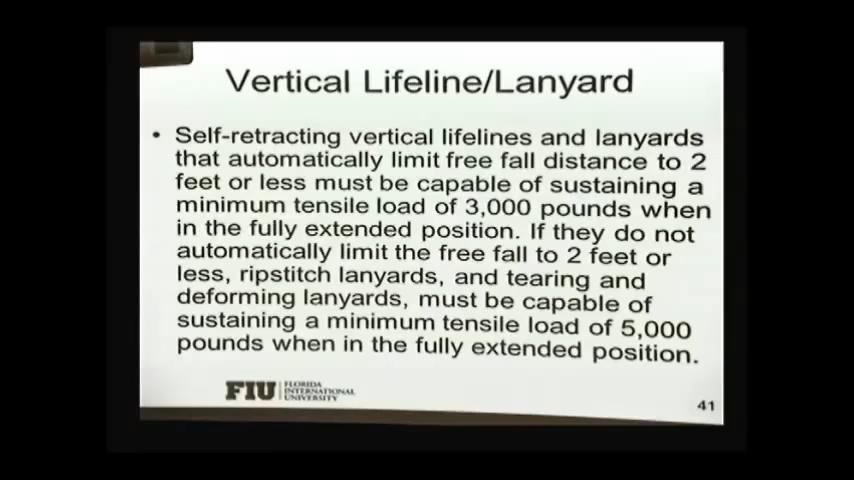 Vertical Lifeline/Lanyard
• Self-retracting vertical lifelines and lanyards
that automatically limit free fall distance to 2
feet or less must be capable of sustaining a
minimum tensile load of 3,000 pounds when
in the fully extended position. If they do not
automatically limit the free fall to 2 feet or
less, ripstitch lanyards, and tearing and
deforming lanyards, must be capable of
sustaining a minimum tensile load of 5,000
pounds when in the fully extended position.
FIU
FLORIDA
INTERNATIONAL
UNIVERSITY
41